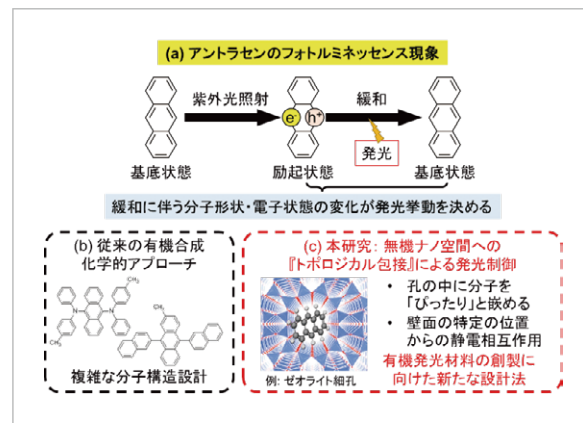 (a) アントラセンのフォトルミネッセンス現象
紫外光照射
e-
h+
緩和
発光
基底状態
励起状態
基底状態
緩和に伴う分子形状・電子状態の変化が発光挙動を決める
(b) 従来の有機合成
化学的アプローチ
CH3
N
N
CH3
CH3
複雑な分子構造設計
(c) 本研究: 無機ナノ空間への
『トポロジカル包接』による発光制御
• 孔の中に分子を
「ぴったり」と嵌める
• 壁面の特定の位置
からの静電相互作用
例: ゼオライト細孔
有機発光材料の創製に
向けた新たな設計法